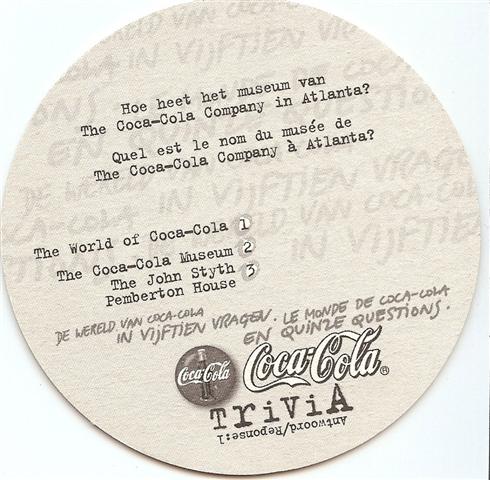 Hoe heet het museum van
The Coca-Cola Company in Atlanta?
Quel est le nom du musée de
The Coca-Cola Company à Atlanta?
The World of Coca-Cola 1
The Coca-Cola Museum 2
The John Styth 3
Pemberton House
DE WERELD VAN COCA-COLA
IN VIJFTIEN VRAGEN. LE MONDE DE COCA-COLA
EN QUINZE QUESTIONS.
Coca-Cola
Coca-Cola®
TRiViA
Antwoord/Reponse:1